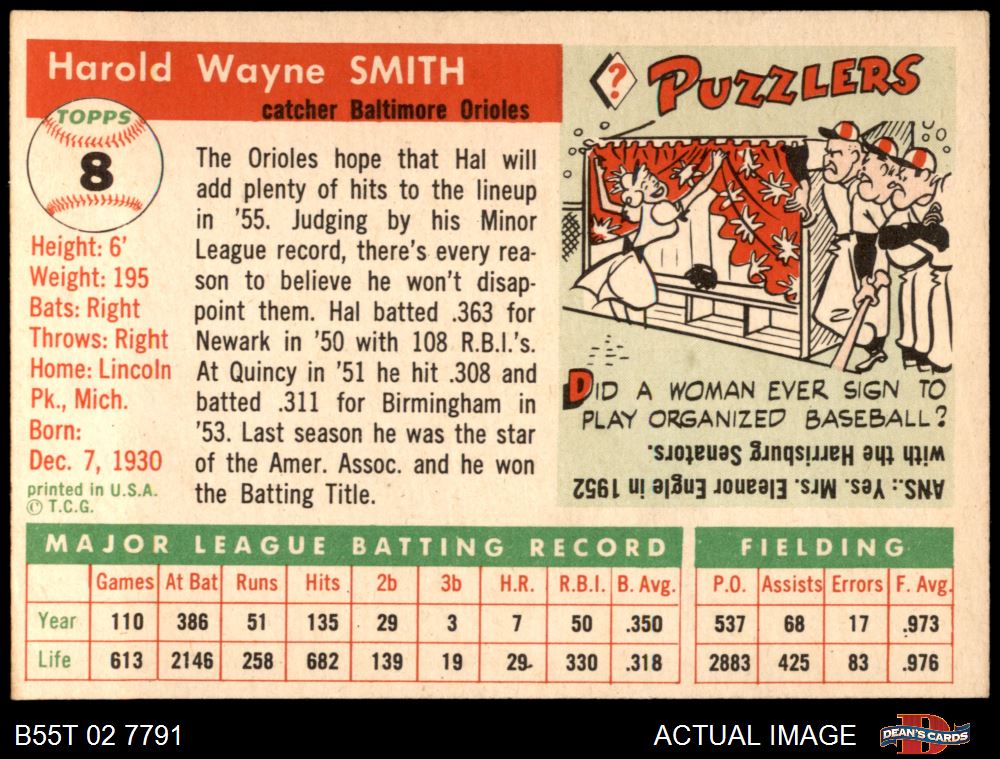 Harold Wayne SMITH
catcher Baltimore Orioles
TOPPS
8
Height: 6'
Weight: 195
Bats: Right
Throws: Right
Home: Lincoln
Pk., Mich.
Born:
Dec. 7, 1930
printed in U.S.A.
© T.C.G.
The Orioles hope that Hal will
add plenty of hits to the lineup
in '55. Judging by his Minor
League record, there's every rea-
son to believe he won't disap-
point them. Hal batted .363 for
Newark in '50 with 108 R.B.I.'s.
At Quincy in '51 he hit .308 and
batted .311 for Birmingham in
'53. Last season he was the star
of the Amer. Assoc. and he won
the Batting Title.
?
PUZZLERS
DID A WOMAN EVER SIGN TO
PLAY ORGANIZED BASEBALL?
ANS.: Yes. Mrs. Eleanor Engle in 1952
with the Harrisburg Senators.
MAJOR LEAGUE BATTING RECORD
Games At Bat Runs Hits 2b 3b H.R. R.B.I. B. Avg.
Year 110 386 51 135 29 3 7 50 .350
Life 613 2146 258 682 139 19 29 330 .318
FIELDING
P.O. Assists Errors F. Avg.
537 68 17 .973
2883 425 83 .976
B55T 02 7791
ACTUAL IMAGE
D
DEAN'S CARDS